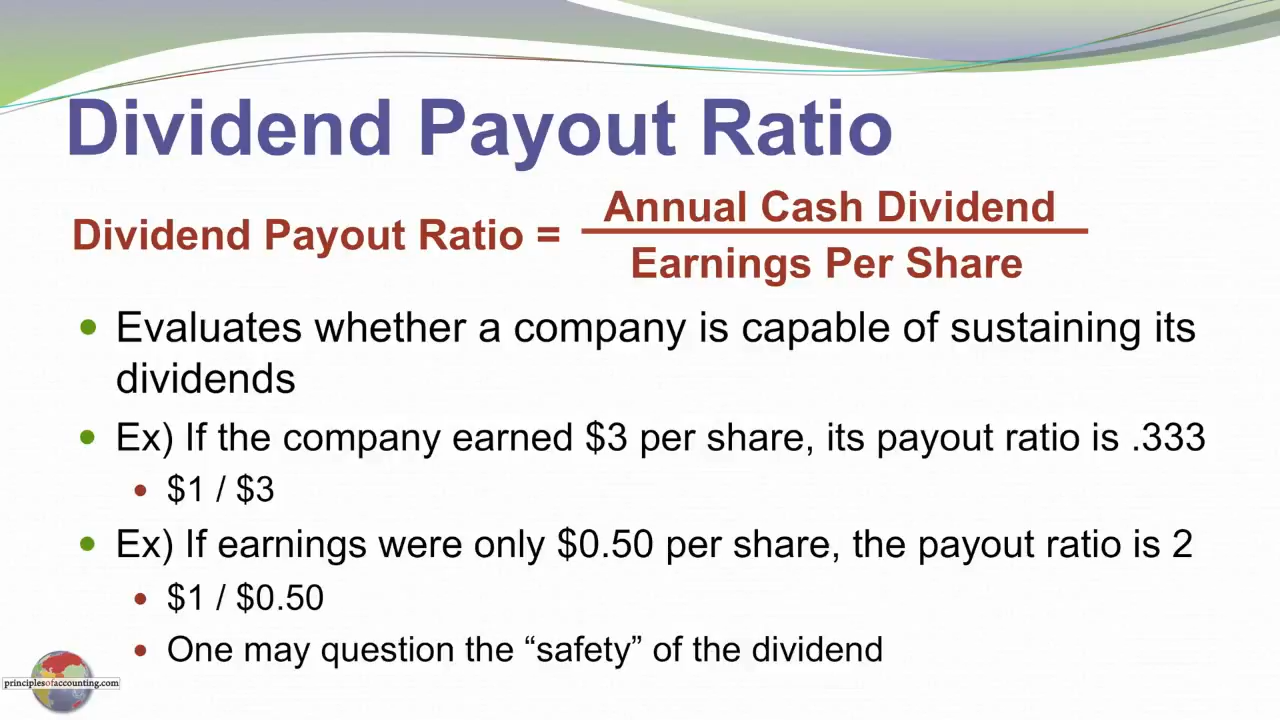 Dividend Payout Ratio
Dividend Payout Ratio = Annual Cash Dividend
Earnings Per Share
• Evaluates whether a company is capable of sustaining its
dividends
• Ex) If the company earned $3 per share, its payout ratio is .333
• $1 / $3
• Ex) If earnings were only $0.50 per share, the payout ratio is 2
• $1 / $0.50
• One may question the “safety” of the dividend
principlesofaccounting.com